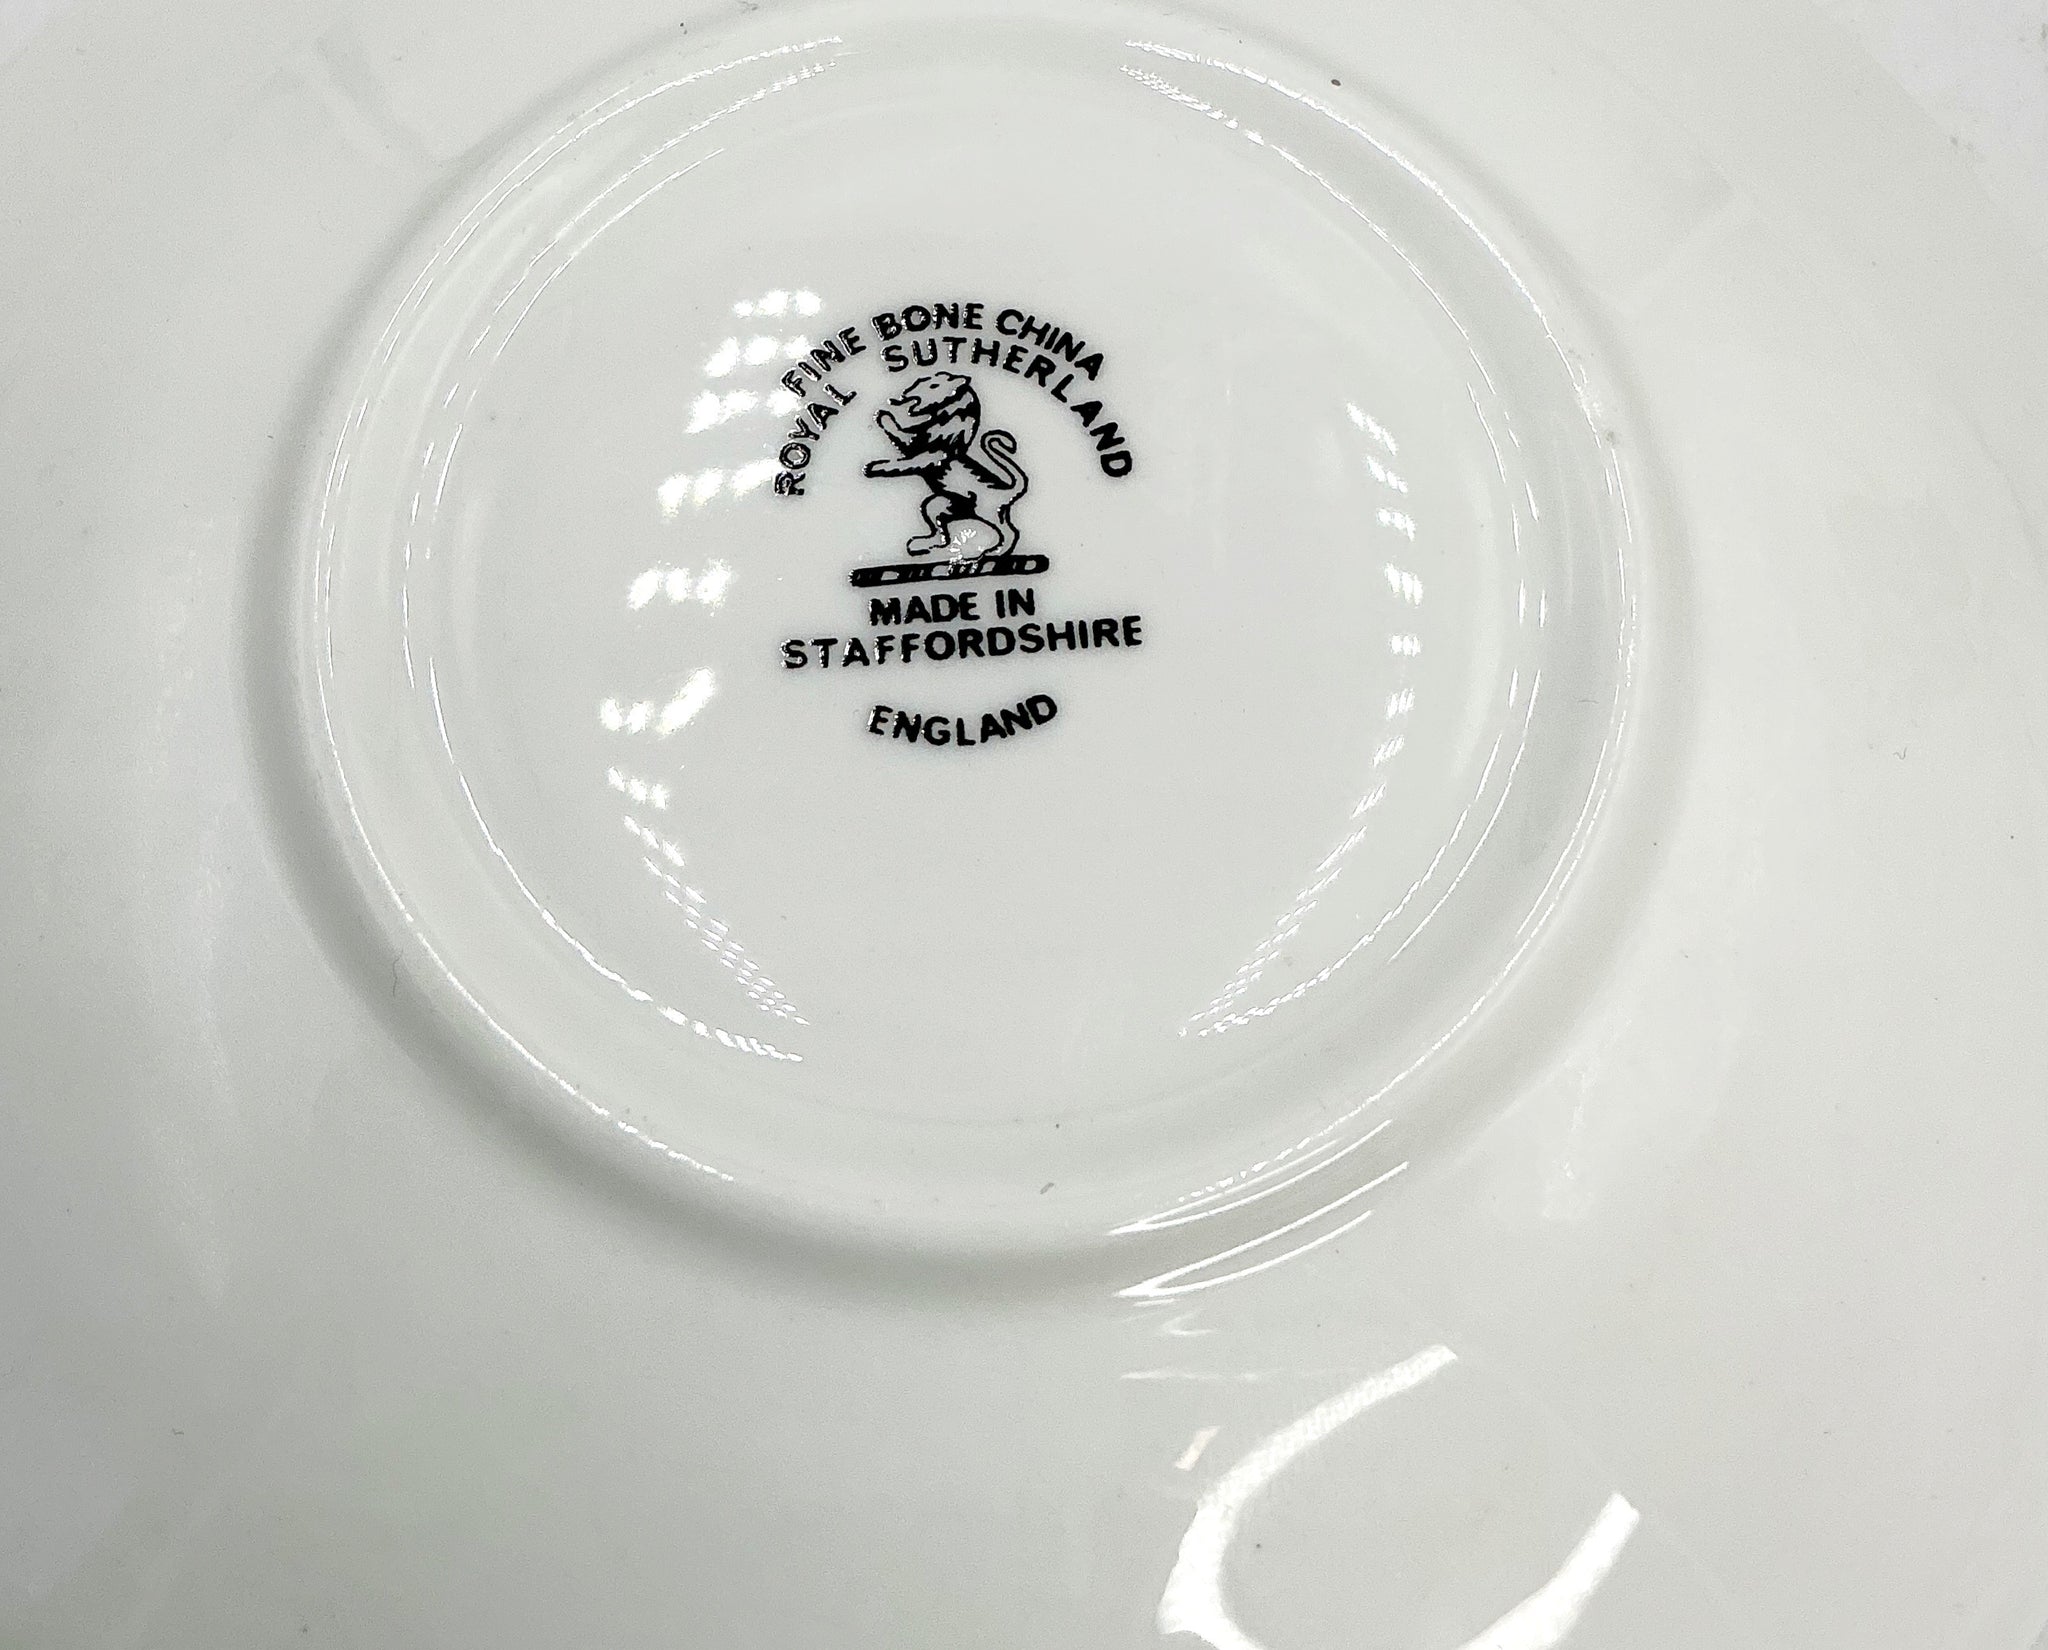 FINE BONE CHINA
ROYAL SUTHERLAND
MADE IN
STAFFORDSHIRE
ENGLAND